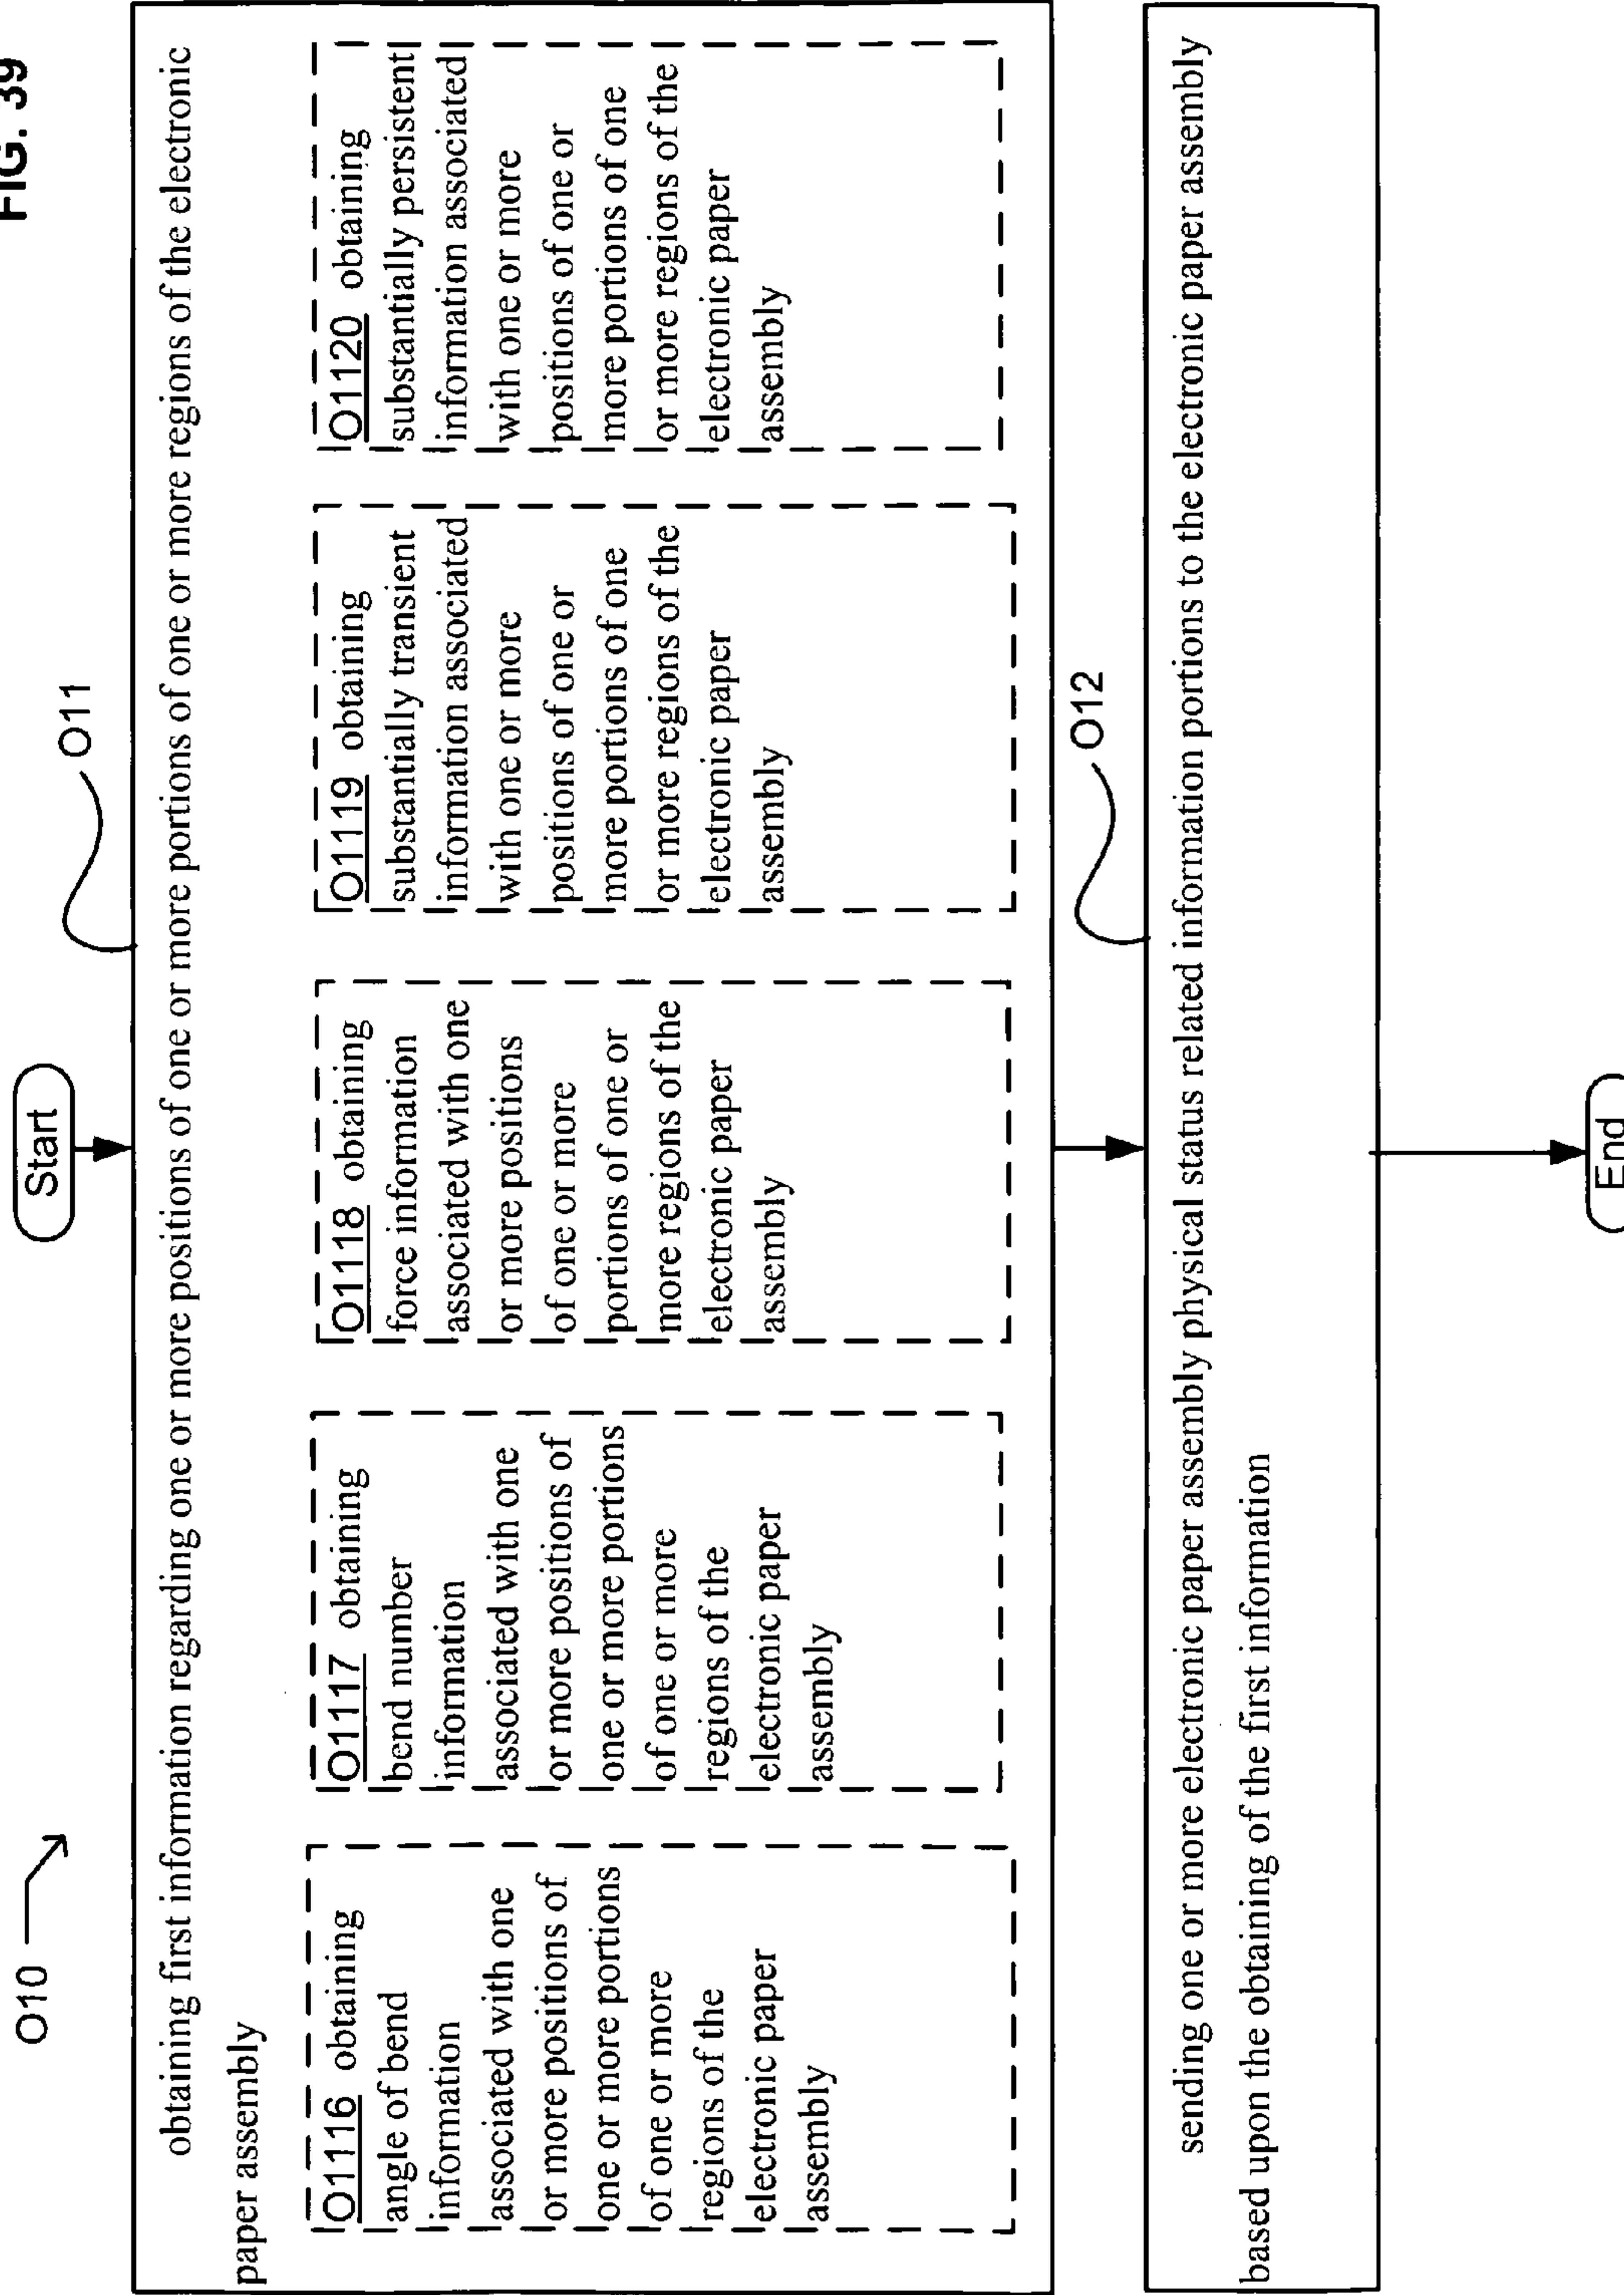 FIG. 39
O10
Start
O11
obtaining first information regarding one or more positions of one or more portions of one or more regions of the electronic
paper assembly
O1116 obtaining
angle of bend
information
associated with one
or more positions of
one or more portions
of one or more
regions of the
electronic paper
assembly
O1117 obtaining
bend number
information
associated with one
or more positions of
one or more portions
of one or more
regions of the
electronic paper
assembly
O1118 obtaining
force information
associated with one
or more positions
of one or more
portions of one or
more regions of the
electronic paper
assembly
O1119 obtaining
substantially transient
information associated
with one or more
positions of one or
more portions of one
or more regions of the
electronic paper
assembly
O1120 obtaining
substantially persistent
information associated
with one or more
positions of one or
more portions of one
or more regions of the
electronic paper
assembly
O12
sending one or more electronic paper assembly physical status related information portions to the electronic paper assembly
based upon the obtaining of the first information
End